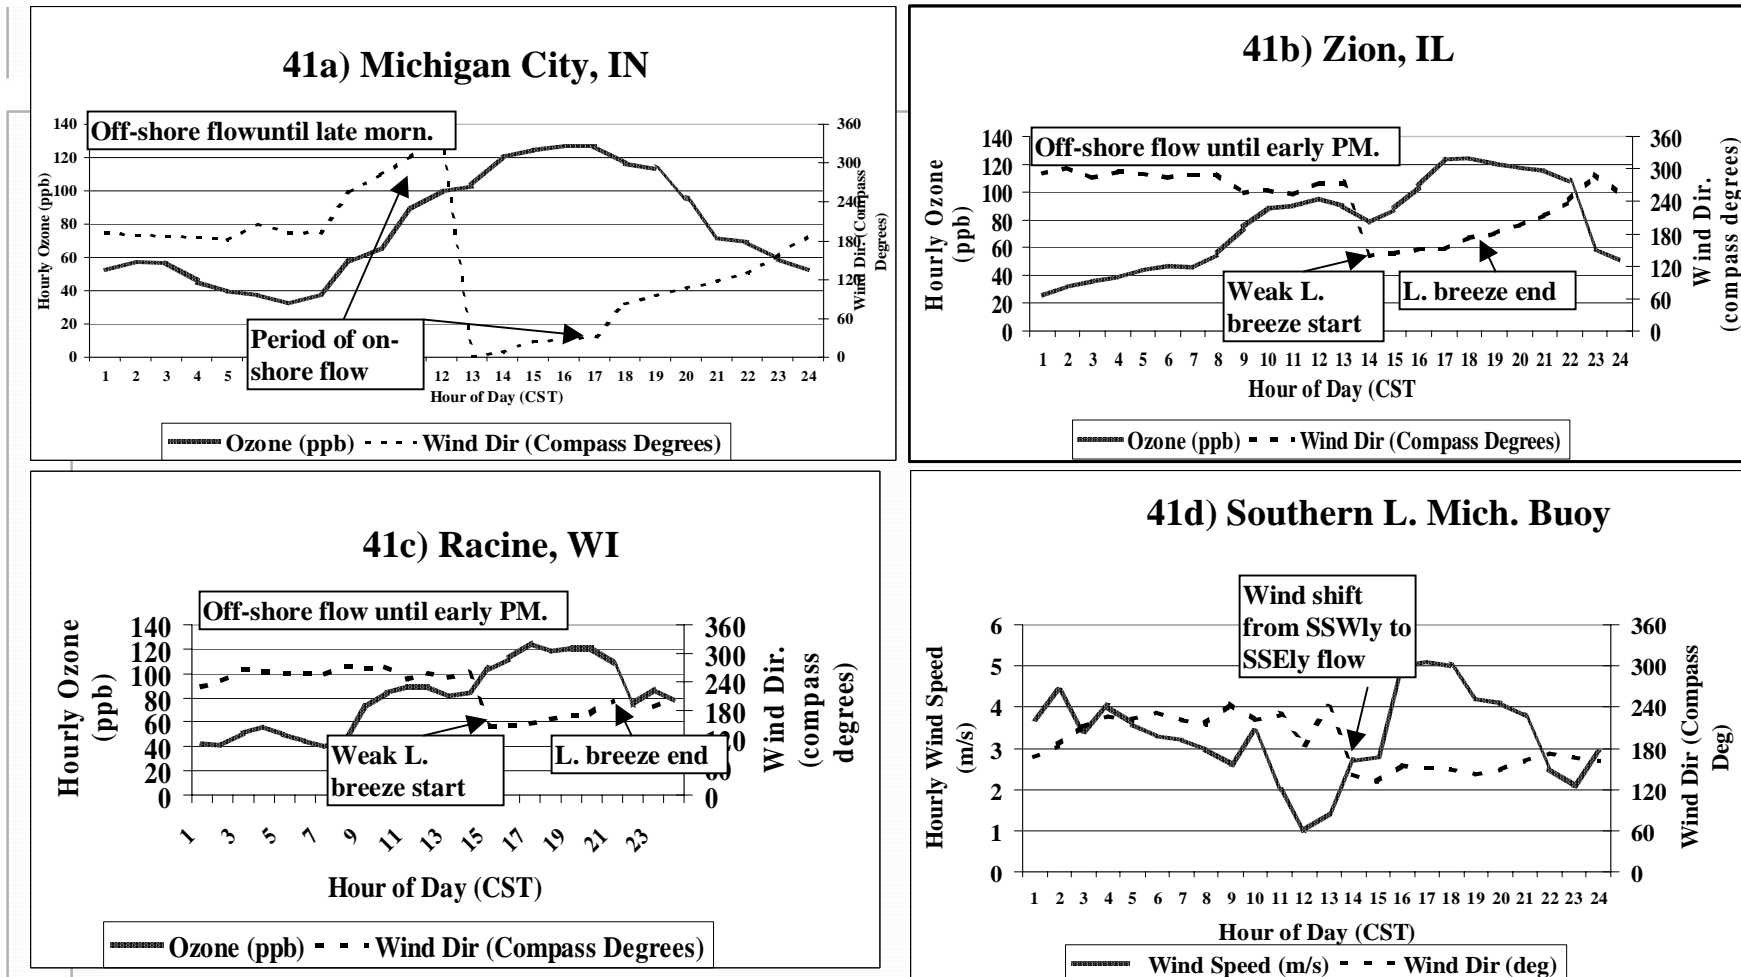 41a) Michigan City, IN
Off-shore flowuntil late morn.
Hourly Ozone (ppb)
140
120
100
80
60
40
20
0
360
300
240
180
120
60
0
Wind Dir. (Compass
Degrees)
Period of on-
shore flow
1 2 3 4 5 12 13 14 15 16 17 18 19 20 21 22 23 24
Hour of Day (CST)
Ozone (ppb) Wind Dir (Compass Degrees)
41b) Zion, IL
Off-shore flow until early PM.
Hourly Ozone
(ppb)
140
120
100
80
60
40
20
0
360
300
240
180
120
60
0
Wind Dir.
(compass degrees)
Weak L.
breeze start
L. breeze end
1 2 3 4 5 6 7 8 9 10 11 12 13 14 15 16 17 18 19 20 21 22 23 24
Hour of Day (CST
Ozone (ppb) Wind Dir (Compass Degrees)
41c) Racine, WI
Off-shore flow until early PM.
Hourly Ozone
(ppb)
140
120
100
80
60
40
20
0
360
300
240
180
120
60
0
Wind Dir.
(compass
degrees)
Weak L.
breeze start
L. breeze end
1 3 5 7 9 11 13 15 17 19 21 23
Hour of Day (CST)
Ozone (ppb) Wind Dir (Compass Degrees)
41d) Southern L. Mich. Buoy
Wind shift
from SSWly to
SSEly flow
Hourly Wind Speed
(m/s)
6
5
4
3
2
1
0
360
300
240
180
120
60
0
Wind Dir (Compass
Deg)
1 2 3 4 5 6 7 8 9 10 11 12 13 14 15 16 17 18 19 20 21 22 23 24
Hour of Day (CST)
Wind Speed (m/s) Wind Dir (deg)